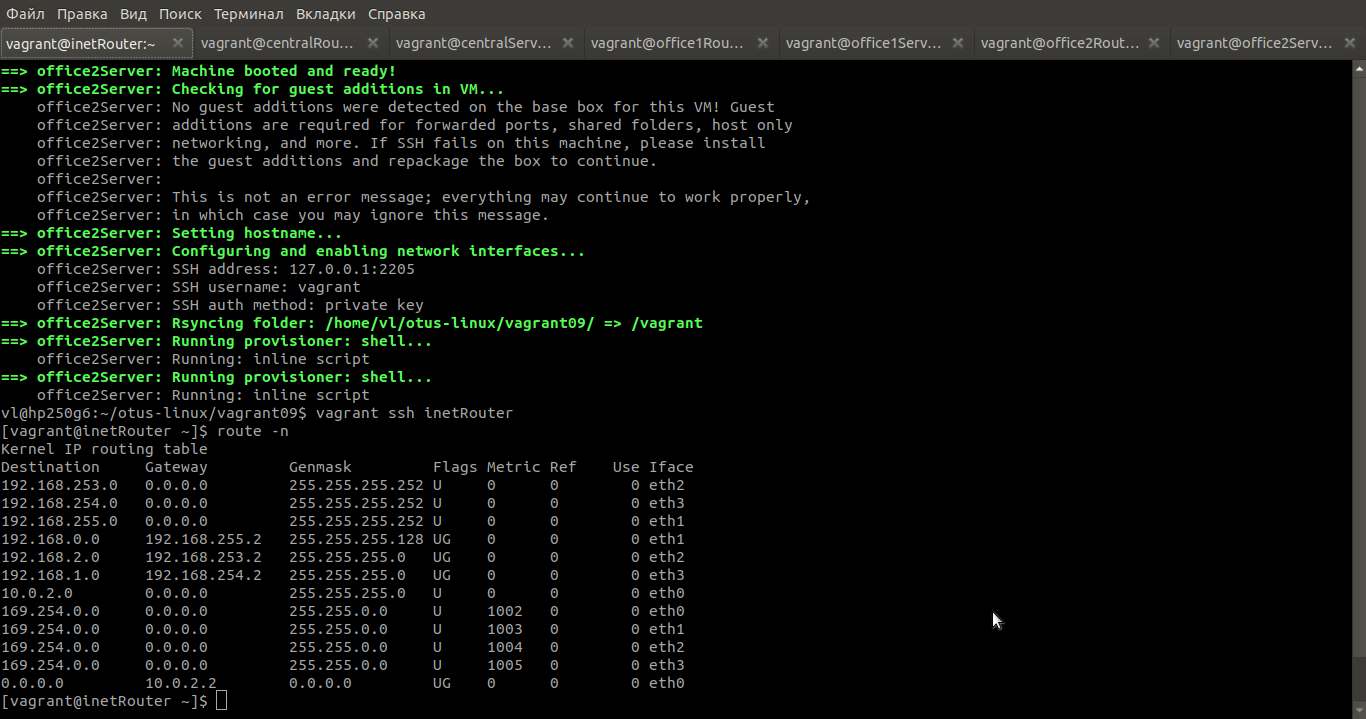 Файл Правка Вид Поиск Терминал Вкладки Справка
vagrant@inetRouter:~ × vagrant@centralRou... × vagrant@centralServ... × vagrant@office1Rou... × vagrant@office1Serv... × vagrant@office2Rout... × vagrant@office2Serv... ×
==> office2Server: Machine booted and ready!
==> office2Server: Checking for guest additions in VM...
    office2Server: No guest additions were detected on the base box for this VM! Guest
    office2Server: additions are required for forwarded ports, shared folders, host only
    office2Server: networking, and more. If SSH fails on this machine, please install
    office2Server: the guest additions and repackage the box to continue.
    office2Server:
    office2Server: This is not an error message; everything may continue to work properly,
    office2Server: in which case you may ignore this message.
==> office2Server: Setting hostname...
==> office2Server: Configuring and enabling network interfaces...
    office2Server: SSH address: 127.0.0.1:2205
    office2Server: SSH username: vagrant
    office2Server: SSH auth method: private key
==> office2Server: Rsyncing folder: /home/vl/otus-linux/vagrant09/ => /vagrant
==> office2Server: Running provisioner: shell...
    office2Server: Running: inline script
==> office2Server: Running provisioner: shell...
    office2Server: Running: inline script
vl@hp250g6:~/otus-linux/vagrant09$ vagrant ssh inetRouter
[vagrant@inetRouter ~]$ route -n
Kernel IP routing table
Destination     Gateway         Genmask         Flags Metric Ref    Use Iface
192.168.253.0   0.0.0.0         255.255.255.252 U     0      0        0 eth2
192.168.254.0   0.0.0.0         255.255.255.252 U     0      0        0 eth3
192.168.255.0   0.0.0.0         255.255.255.252 U     0      0        0 eth1
192.168.0.0     192.168.255.2   255.255.255.128 UG    0      0        0 eth1
192.168.2.0     192.168.253.2   255.255.255.0   UG    0      0        0 eth2
192.168.1.0     192.168.254.2   255.255.255.0   UG    0      0        0 eth3
10.0.2.0        0.0.0.0         255.255.255.0   U     0      0        0 eth0
169.254.0.0     0.0.0.0         255.255.0.0     U     1002   0        0 eth0
169.254.0.0     0.0.0.0         255.255.0.0     U     1003   0        0 eth1
169.254.0.0     0.0.0.0         255.255.0.0     U     1004   0        0 eth2
169.254.0.0     0.0.0.0         255.255.0.0     U     1005   0        0 eth3
0.0.0.0         10.0.2.2        0.0.0.0         UG    0      0        0 eth0
[vagrant@inetRouter ~]$